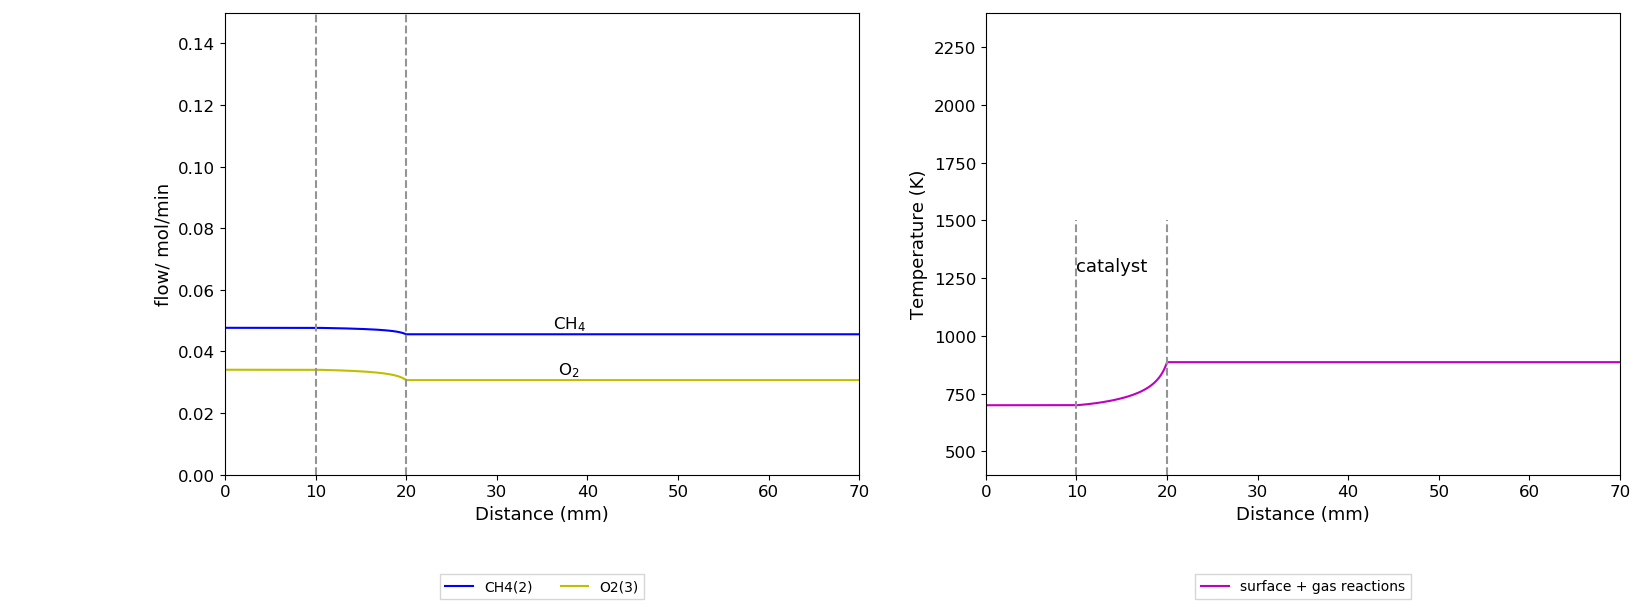 0.14
0.12
0.10
0.08
0.06
0.04
0.02
0.00
flow/ mol/min
CH₄
O₂
0 10 20 30 40 50 60 70
Distance (mm)
CH4(2) O2(3)
2250
2000
1750
1500
1250
1000
750
500
Temperature (K)
catalyst
0 10 20 30 40 50 60 70
Distance (mm)
surface + gas reactions